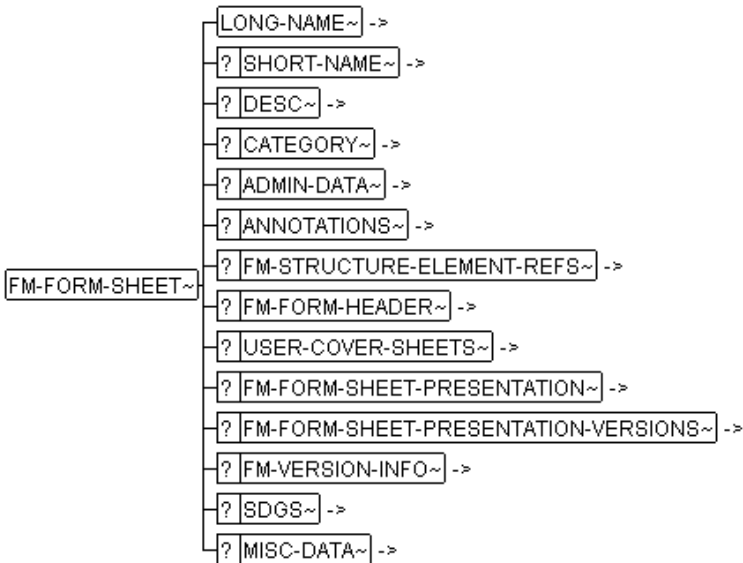 LONG-NAME~ ->
? SHORT-NAME~ ->
? DESC~ ->
? CATEGORY~ ->
? ADMIN-DATA~ ->
? ANNOTATIONS~ ->
? FM-STRUCTURE-ELEMENT-REFS~ ->
FM-FORM-SHEET~
? FM-FORM-HEADER~ ->
? USER-COVER-SHEETS~ ->
? FM-FORM-SHEET-PRESENTATION~ ->
? FM-FORM-SHEET-PRESENTATION-VERSIONS~ ->
? FM-VERSION-INFO~ ->
? SDGS~ ->
? MISC-DATA~ ->